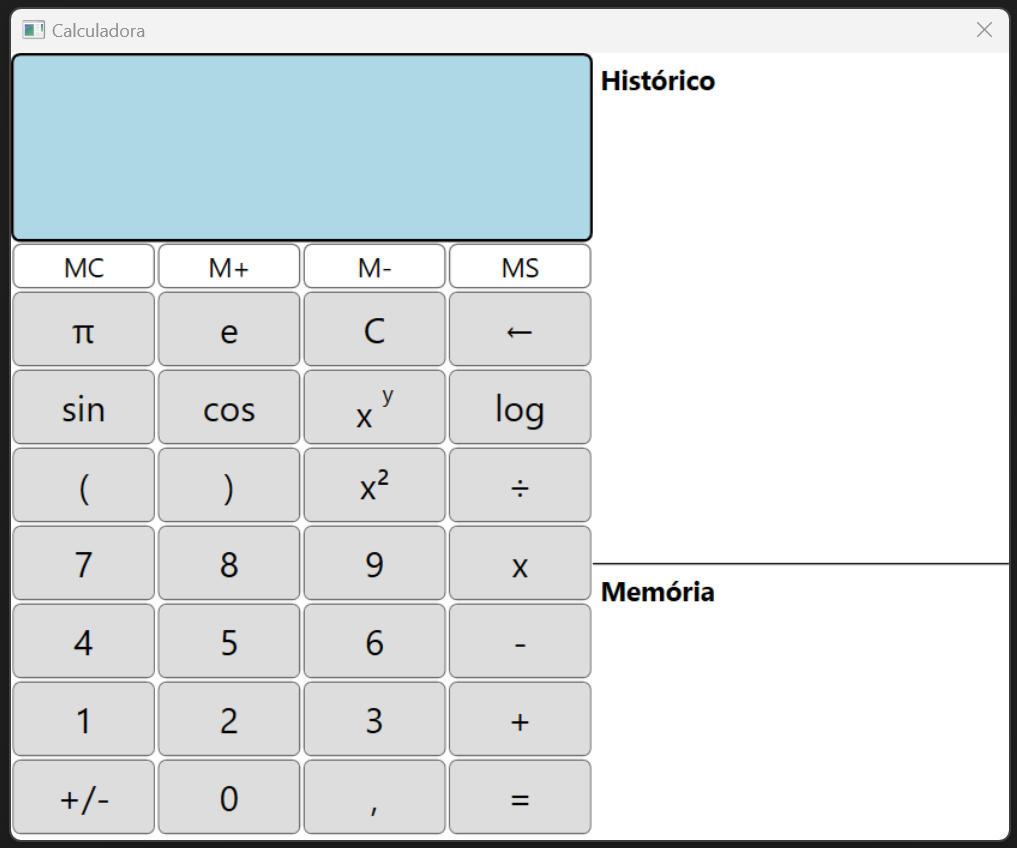 Calculadora
Histórico
MC M+ M- MS
π e C ←
sin cos x^y log
( ) x² ÷
7 8 9 x
Memória
4 5 6 -
1 2 3 +
+/- 0 , =